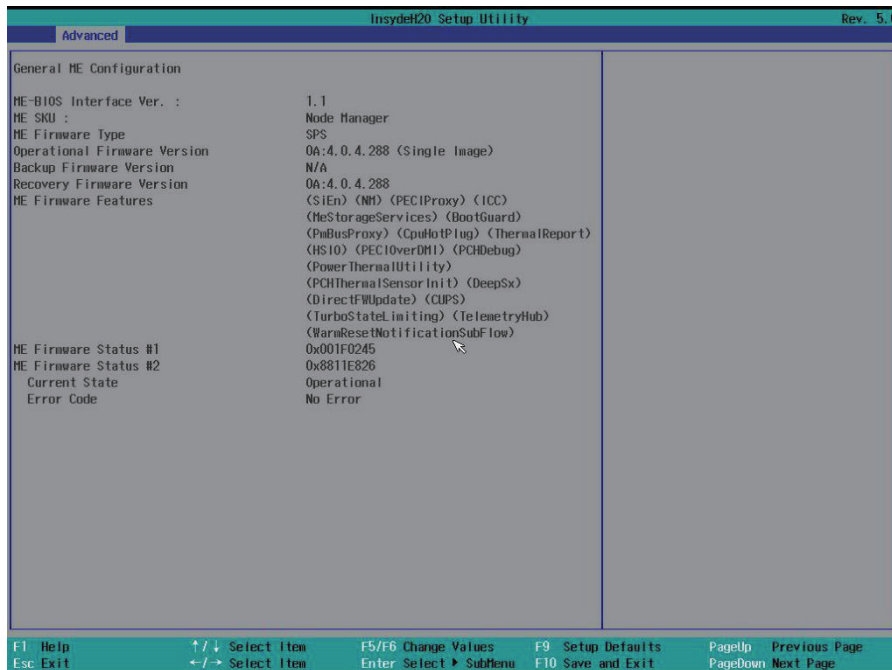 InsydeH2O Setup Utility Rev. 5.
Advanced
General ME Configuration
ME-BIOS Interface Ver. : 1.1
ME SKU : Node Manager
ME Firmware Type SPS
Operational Firmware Version 0A:4.0.4.288 (Single Image)
Backup Firmware Version N/A
Recovery Firmware Version 0A:4.0.4.288
ME Firmware Features (SiEn) (NM) (PECIProxy) (ICC)
(MeStorageServices) (BootGuard)
(PmBusProxy) (CpuHotPlug) (ThermalReport)
(HSIO) (PECIOverDMI) (PCHDebug)
(PowerThermalUtility)
(PCHThermalSensorInit) (DeepSx)
(DirectFWUpdate) (CUPS)
(TurboStateLimiting) (TelemetryHub)
(WarmResetNotificationSubFlow)
ME Firmware Status #1 0x001F0245
ME Firmware Status #2 0x8811E826
Current State Operational
Error Code No Error
F1 Help ↑/↓ Select Item F5/F6 Change Values F9 Setup Defaults PageUp Previous Page
Esc Exit ←/→ Select Item Enter Select ▶ SubMenu F10 Save and Exit PageDown Next Page